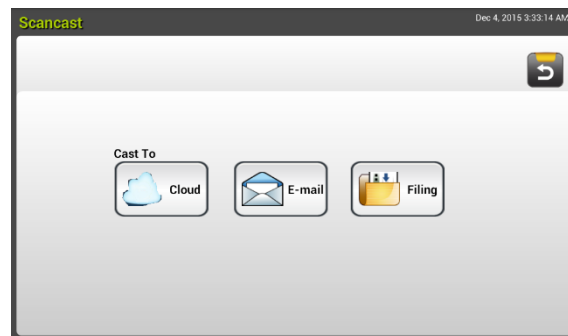 Scancast
Dec 4, 2015 3:33:14 AM
Cast To
Cloud
E-mail
Filing